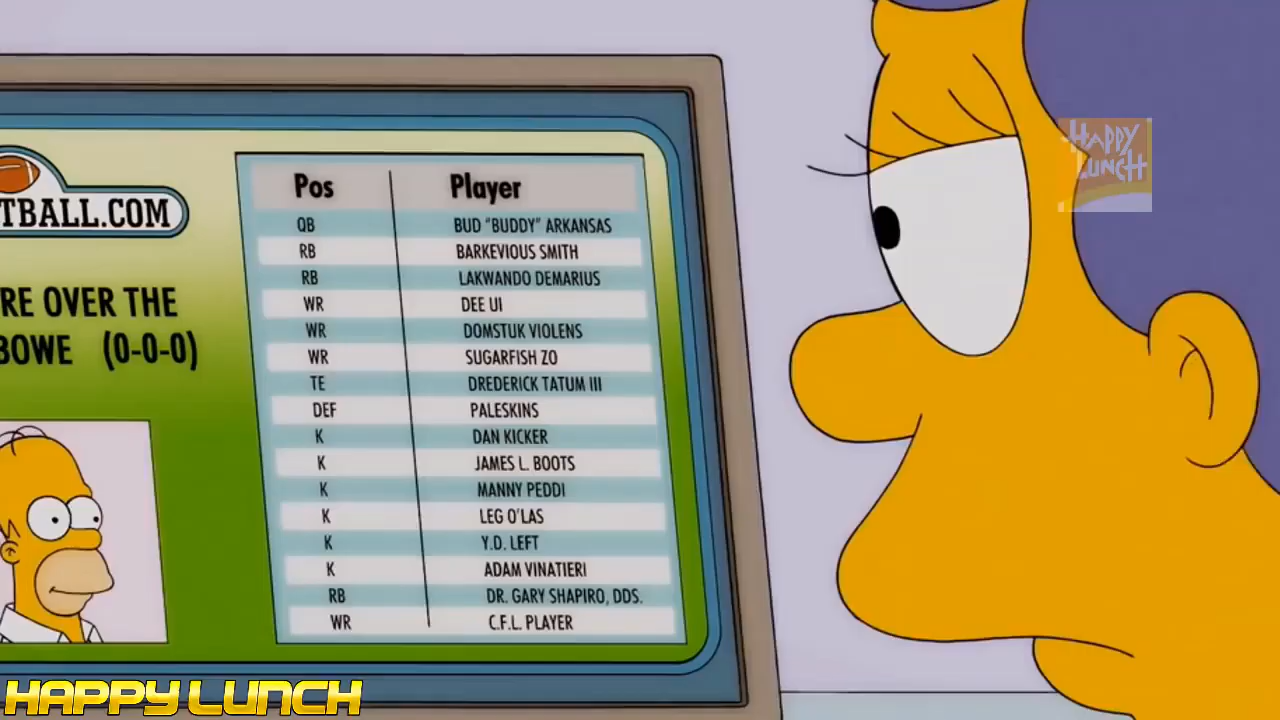 HAPPY
LUNCH
TBALL.COM
RE OVER THE
BOWE (0-0-0)
Pos Player
QB BUD "BUDDY" ARKANSAS
RB BARKEVIOUS SMITH
RB LAKWANDO DEMARIUS
WR DEE UI
WR DOMSTUK VIOLENS
WR SUGARFISH ZO
TE DREDERICK TATUM III
DEF PALESKINS
K DAN KICKER
K JAMES L. BOOTS
K MANNY PEDDI
K LEG O'LAS
K Y.D. LEFT
K ADAM VINATIERI
RB DR. GARY SHAPIRO, DDS.
WR C.F.L. PLAYER
HAPPY LUNCH